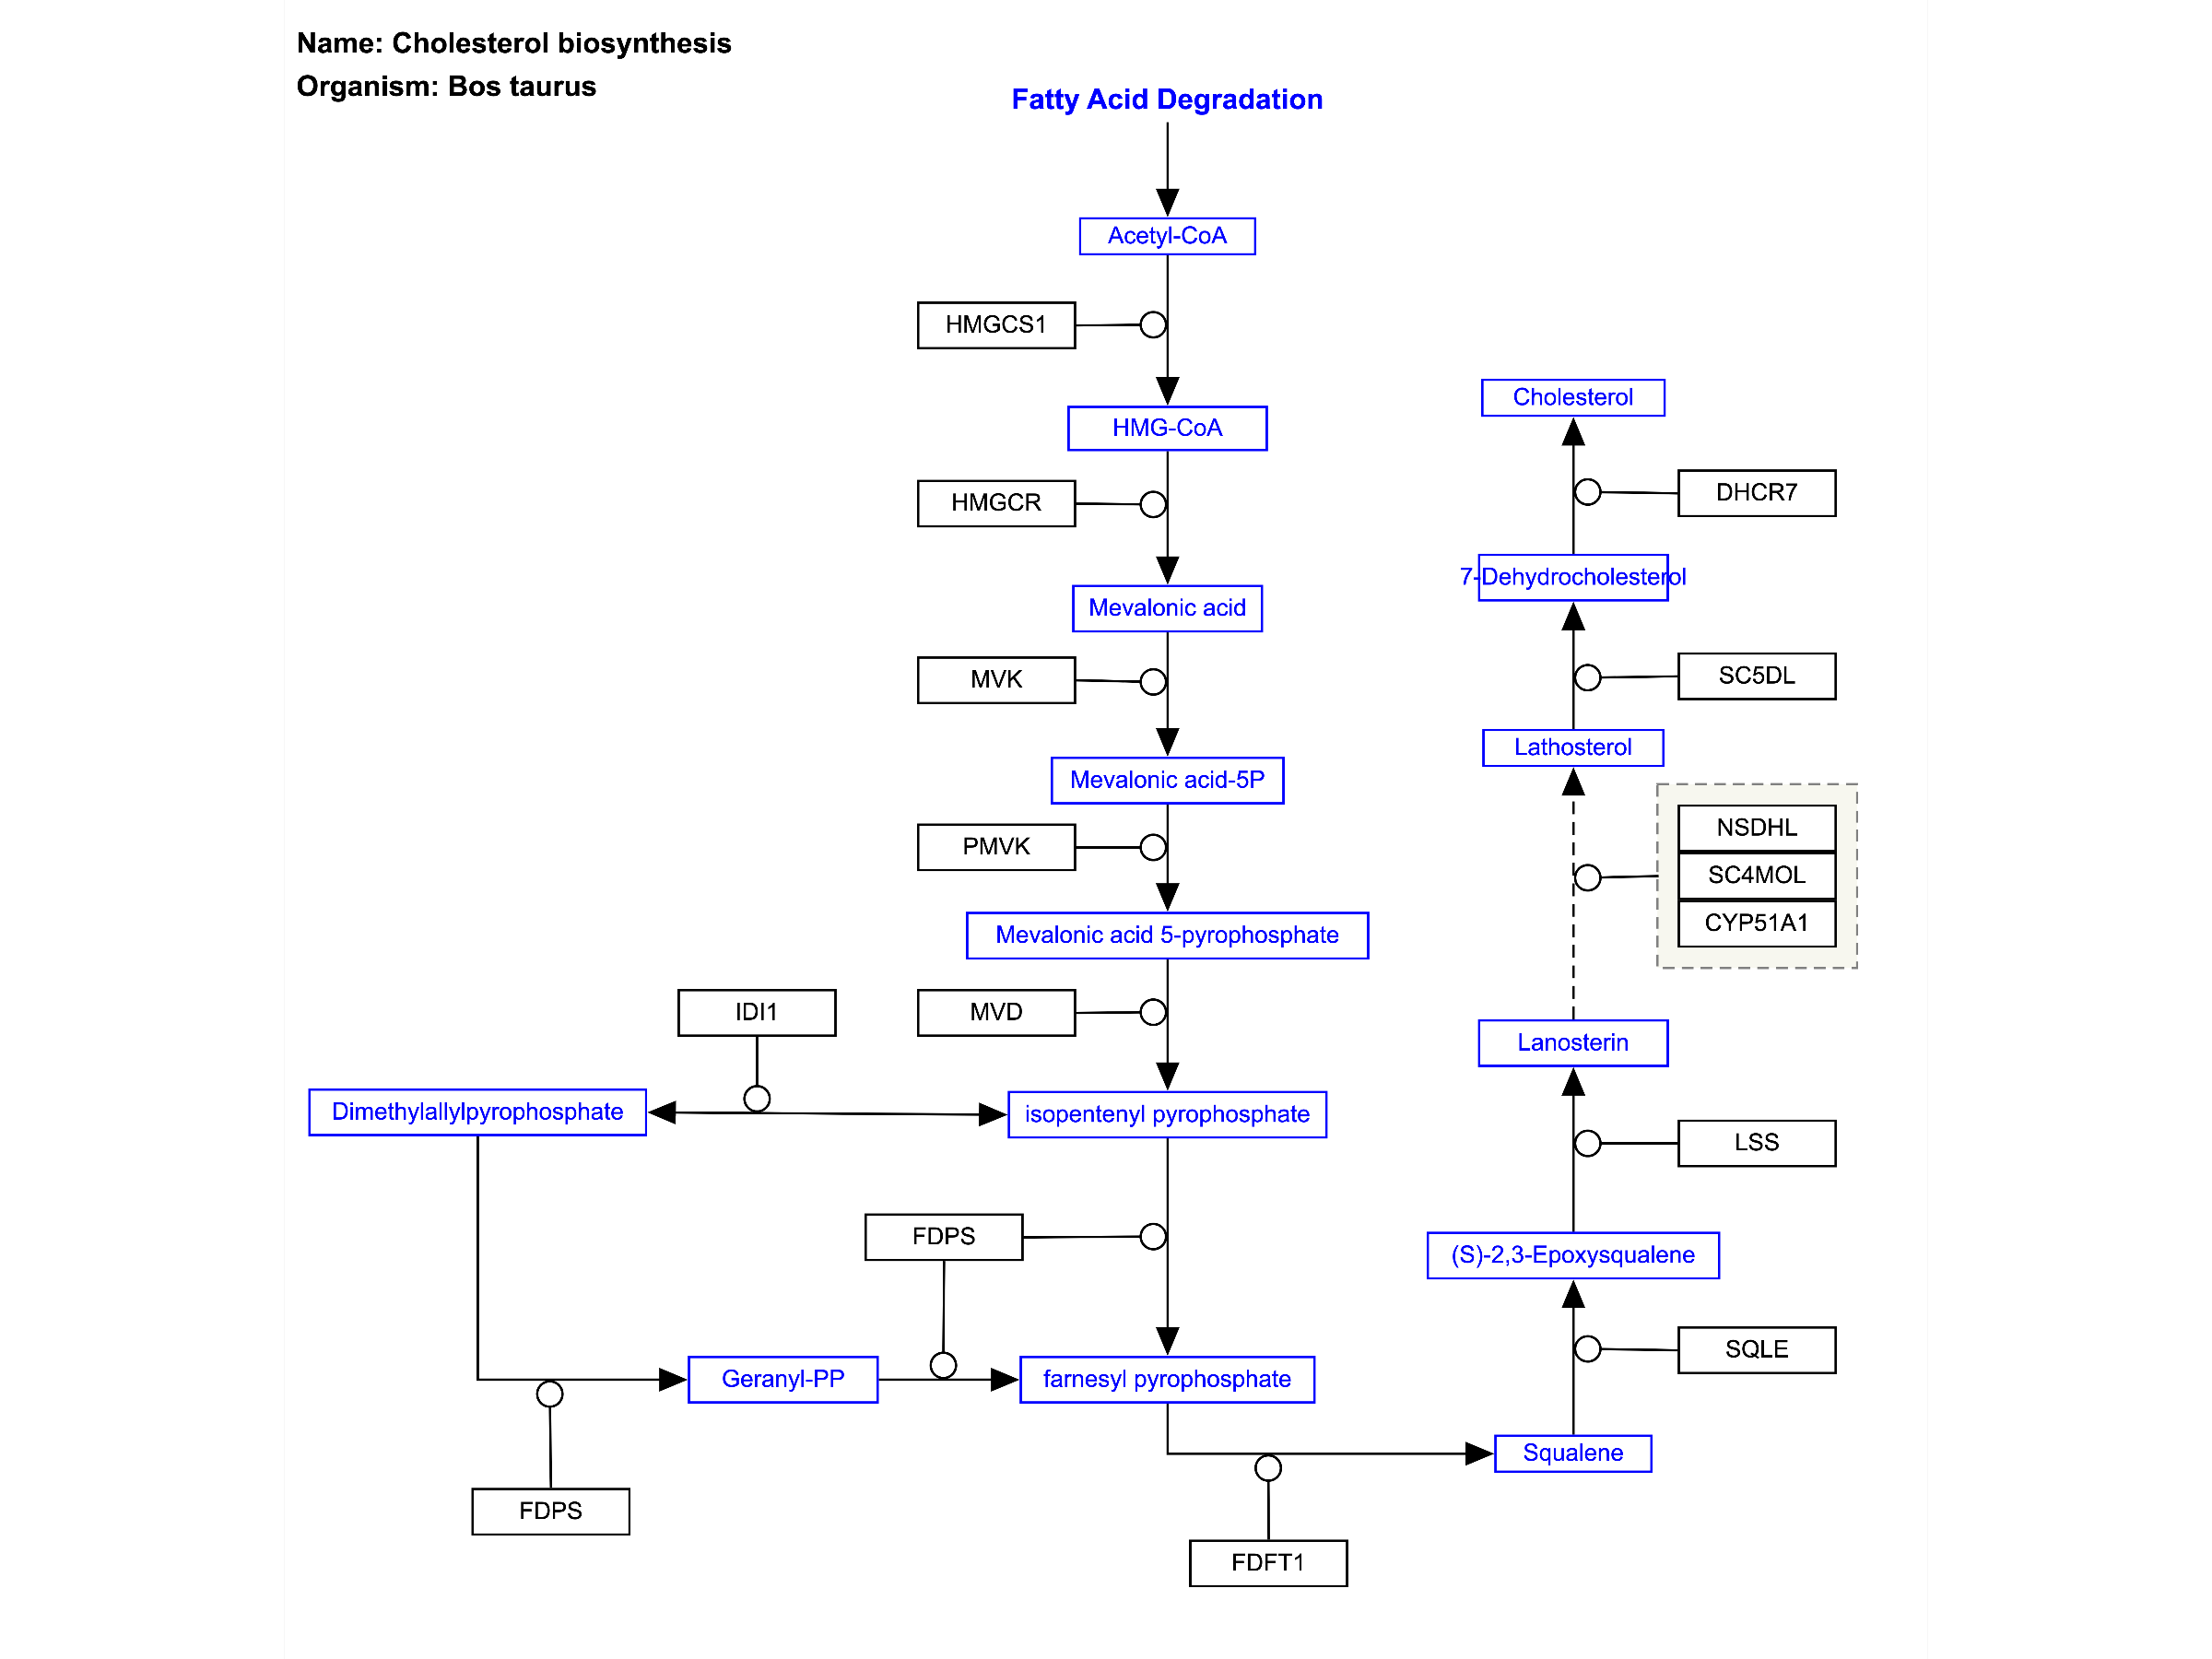 Name: Cholesterol biosynthesis
Organism: Bos taurus
Fatty Acid Degradation
Acetyl-CoA
HMGCS1
HMG-CoA
HMGCR
Mevalonic acid
MVK
Mevalonic acid-5P
PMVK
Mevalonic acid 5-pyrophosphate
MVD
IDI1
Dimethylallylpyrophosphate
isopentenyl pyrophosphate
FDPS
Geranyl-PP
farnesyl pyrophosphate
FDPS
FDFT1
Cholesterol
DHCR7
7-Dehydrocholesterol
SC5DL
Lathosterol
NSDHL
SC4MOL
CYP51A1
Lanosterin
LSS
(S)-2,3-Epoxysqualene
SQLE
Squalene